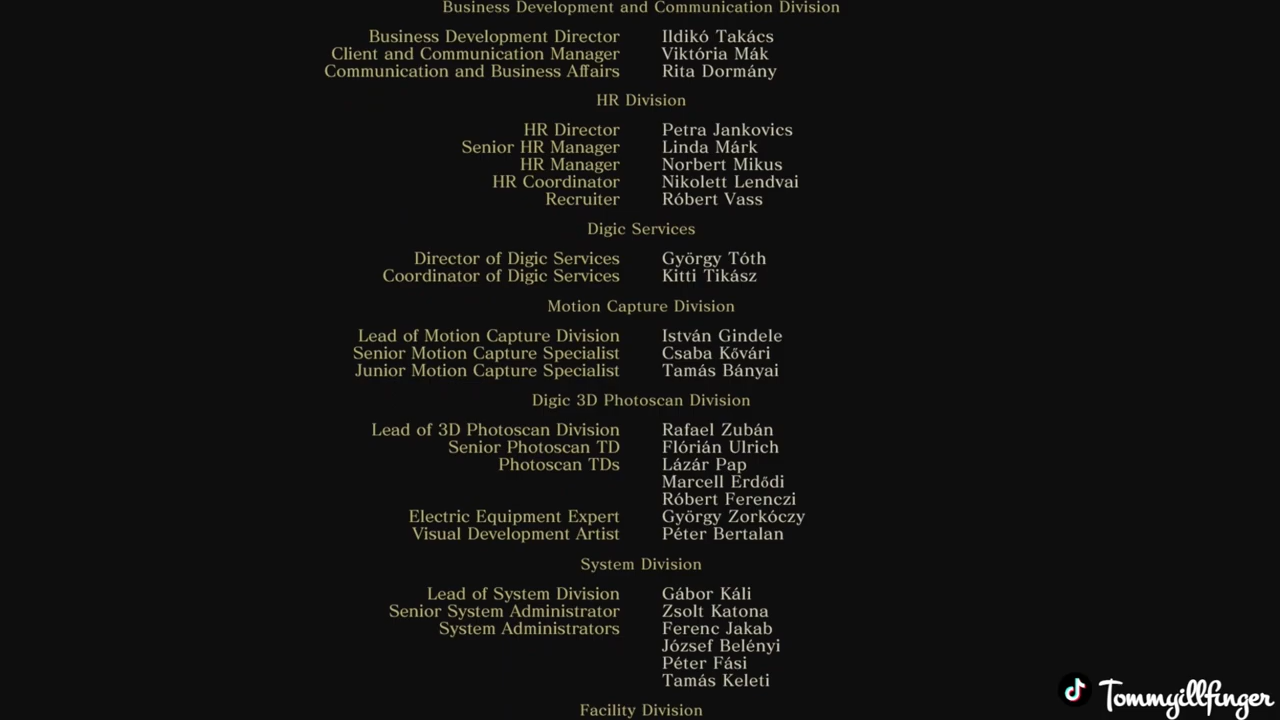 Business Development and Communication Division
Business Development Director Ildikó Takács
Client and Communication Manager Viktória Mák
Communication and Business Affairs Rita Dormány
HR Division
HR Director Petra Jankovics
Senior HR Manager Linda Márk
HR Manager Norbert Mikus
HR Coordinator Nikolett Lendvai
Recruiter Róbert Vass
Digic Services
Director of Digic Services György Tóth
Coordinator of Digic Services Kitti Tikász
Motion Capture Division
Lead of Motion Capture Division István Gindele
Senior Motion Capture Specialist Csaba Kővári
Junior Motion Capture Specialist Tamás Bányai
Digic 3D Photoscan Division
Lead of 3D Photoscan Division Rafael Zubán
Senior Photoscan TD Flórián Ulrich
Photoscan TDs Lázár Pap
Marcell Erdődi
Róbert Ferenczi
Electric Equipment Expert György Zorkóczy
Visual Development Artist Péter Bertalan
System Division
Lead of System Division Gábor Káli
Senior System Administrator Zsolt Katona
System Administrators Ferenc Jakab
József Belényi
Péter Fási
Tamás Keleti
Facility Division
Tommyillfinger